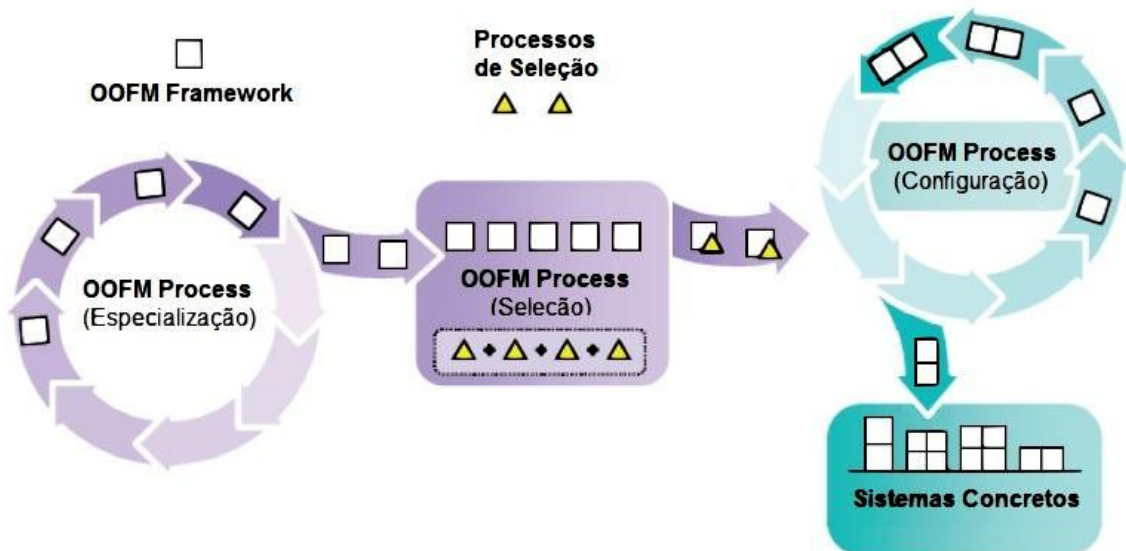 OOFM Framework
Processos
de Seleção
OOFM Process
(Especialização)
OOFM Process
(Selecão)
OOFM Process
(Configuração)
Sistemas Concretos